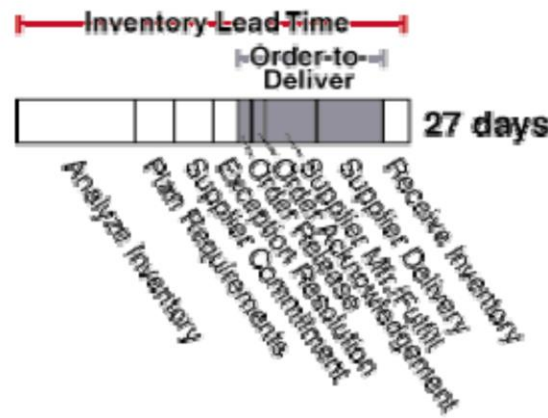 Inventory Lead Time
Order-to-
Deliver
27 days
Analyze Inventory
Plan Requirements
Supplier Commitment
Exception Resolution
Order Release
Order Acknowledgement
Supplier Mfr./Fulfill
Supplier Delivery
Receive Inventory